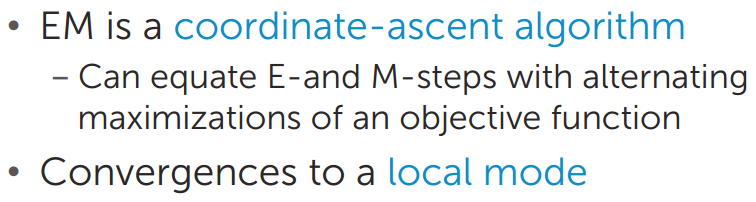 • EM is a coordinate-ascent algorithm
– Can equate E-and M-steps with alternating
maximizations of an objective function
• Convergences to a local mode